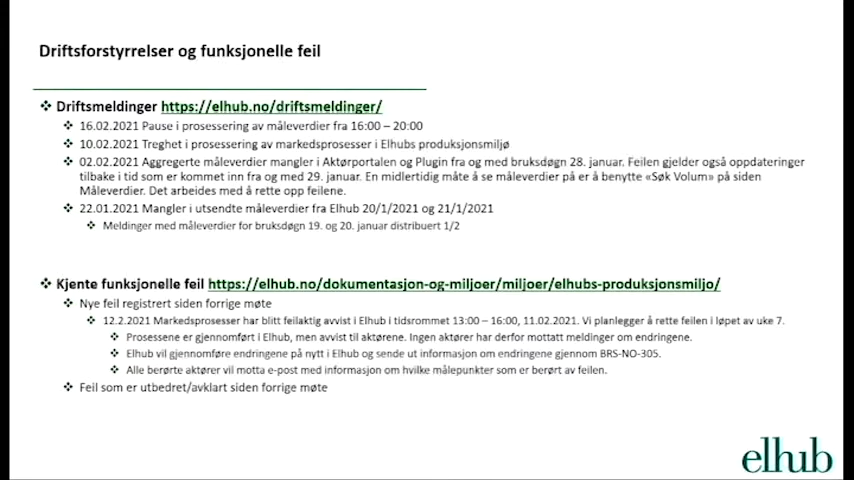 Driftsforstyrrelser og funksjonelle feil
❖ Driftsmeldinger https://elhub.no/driftsmeldinger/
❖ 16.02.2021 Pause i prosessering av måleverdier fra 16:00 – 20:00
❖ 10.02.2021 Treghet i prosessering av markedsprosesser i Elhubs produksjonsmiljø
❖ 02.02.2021 Aggregerte måleverdier mangler i Aktørportalen og Plugin fra og med bruksdøgn 28. januar. Feilen gjelder også oppdateringer
tilbake i tid som er kommet inn fra og med 29. januar. En midlertidig måte å se måleverdier på er å benytte «Søk Volum» på siden
Måleverdier. Det arbeides med å rette opp feilene.
❖ 22.01.2021 Mangler i utsendte måleverdier fra Elhub 20/1/2021 og 21/1/2021
❖ Meldinger med måleverdier for bruksdøgn 19. og 20. januar distribuert 1/2
❖ Kjente funksjonelle feil https://elhub.no/dokumentasjon-og-miljoer/miljoer/elhubs-produksjonsmiljo/
❖ Nye feil registrert siden forrige møte
❖ 12.2.2021 Markedsprosesser har blitt feilaktig avvist i Elhub i tidsrommet 13:00 – 16:00, 11.02.2021. Vi planlegger å rette feilen i løpet av uke 7.
❖ Prosessene er gjennomført i Elhub, men avvist til aktørene. Ingen aktører har derfor mottatt meldinger om endringene.
❖ Elhub vil gjennomføre endringene på nytt i Elhub og sende ut informasjon om endringene gjennom BRS-NO-305.
❖ Alle berørte aktører vil motta e-post med informasjon om hvilke målepunkter som er berørt av feilen.
❖ Feil som er utbedret/avklart siden forrige møte
elhub